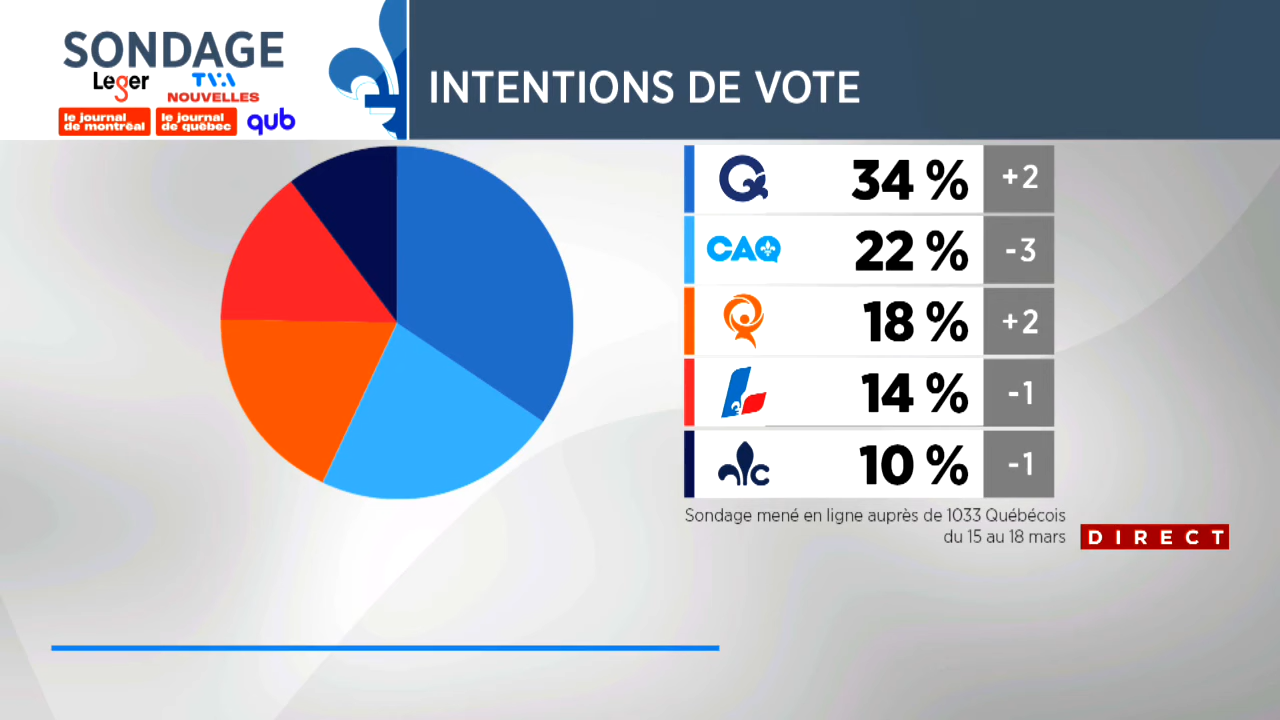 SONDAGE
Leger
TVA
NOUVELLES
le journal
de montréal
le journal
de québec
qub
INTENTIONS DE VOTE
34 % +2
CAQ 22 % -3
18 % +2
14 % -1
C 10 % -1
Sondage mené en ligne auprès de 1033 Québécois
du 15 au 18 mars
DIRECT